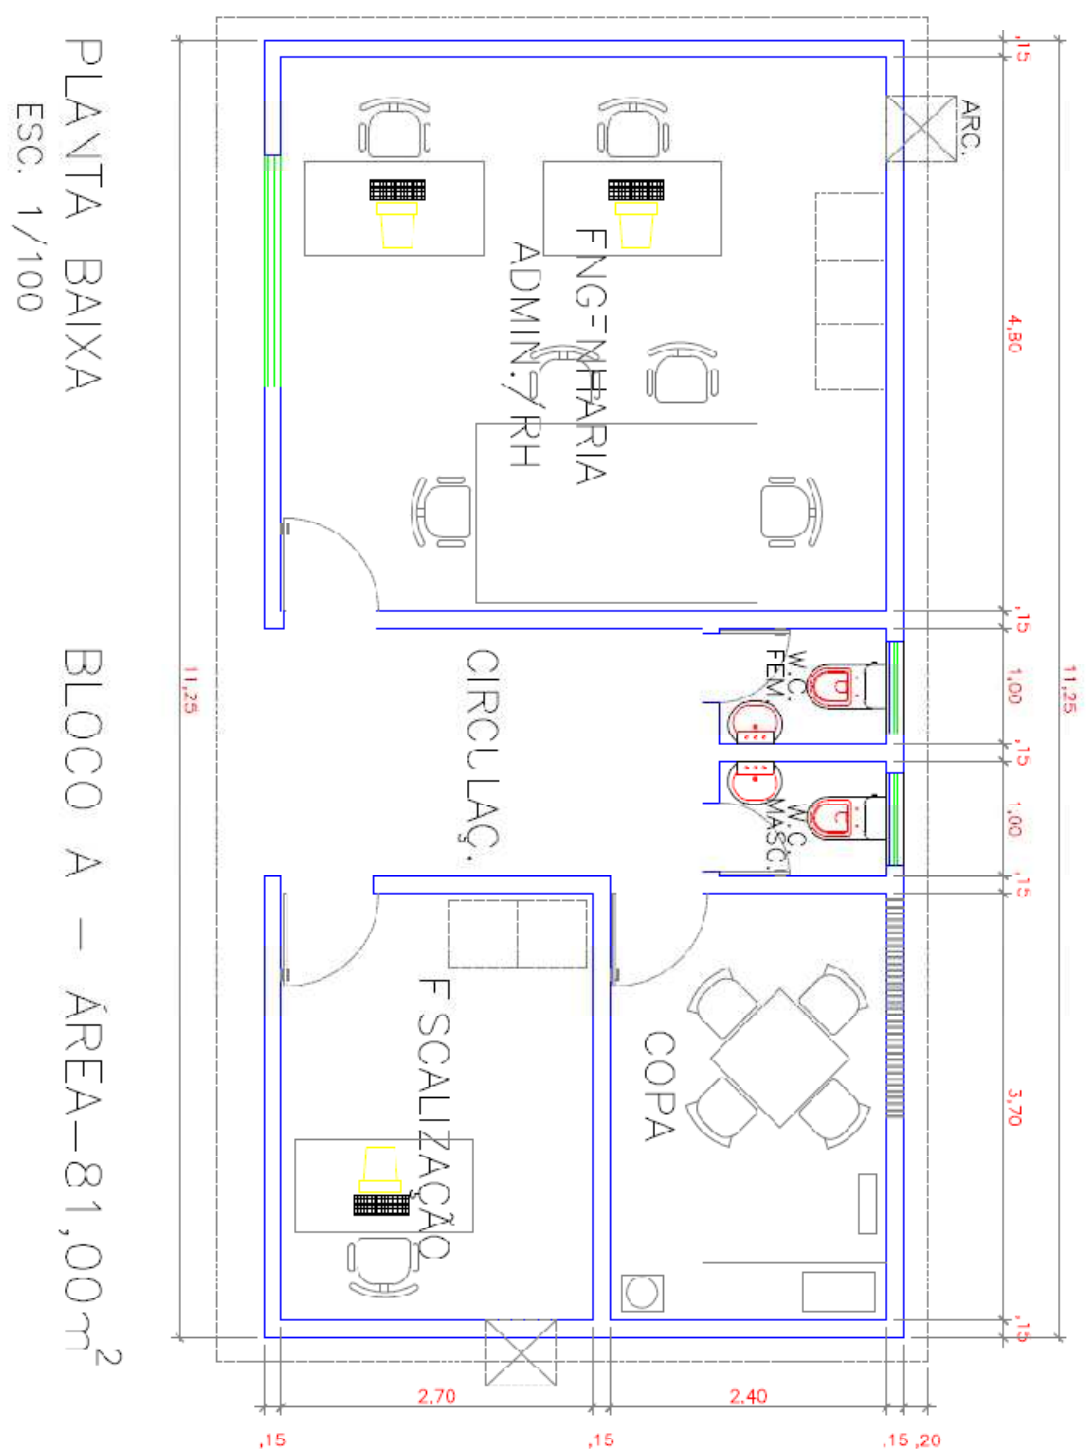 ARC.
ENGENHARIA
ADMIN./RH
W.C.
FEM.
W.C.
MASC.
CIRCULAÇ.
COPA
FISCALIZAÇÃO
,15
4,80
,15
1,00
,15
1,00
,15
3,70
,15
11,25
11,25
2,70
2,40
,15
,15
,15
,20
PLANTA BAIXA
ESC. 1/100
BLOCO A – ÁREA–81,00m²